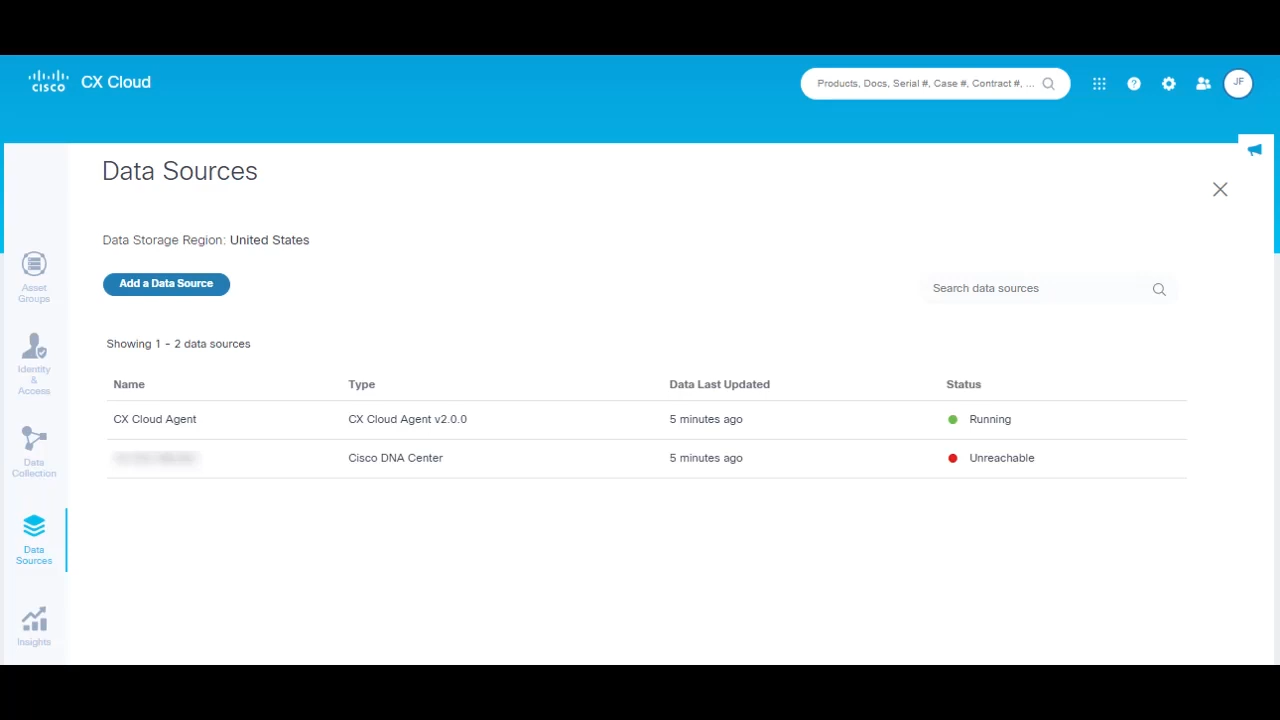 CISCO CX Cloud
Products, Docs, Serial #, Case #, Contract #, ...
JF
Data Sources
Data Storage Region: United States
Add a Data Source
Search data sources
Showing 1 - 2 data sources
Name Type Data Last Updated Status
CX Cloud Agent CX Cloud Agent v2.0.0 5 minutes ago Running
Cisco DNA Center 5 minutes ago Unreachable
Asset
Groups
Identity
&
Access
Data
Collection
Data
Sources
Insights